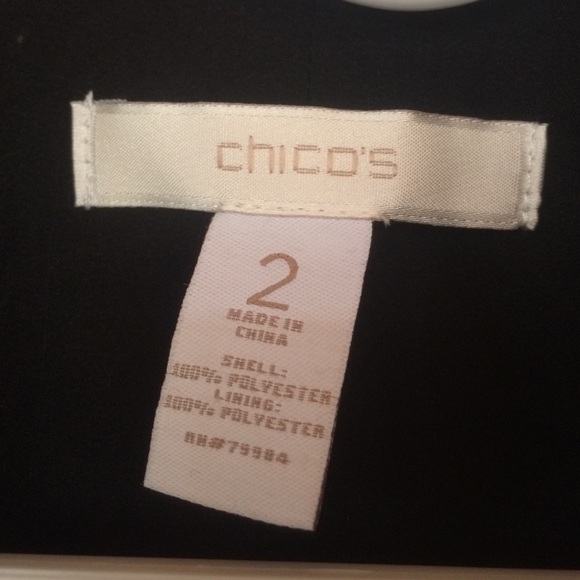 chico's
2
MADE IN
CHINA
SHELL:
100% POLYESTER
LINING:
100% POLYESTER
RN#79984